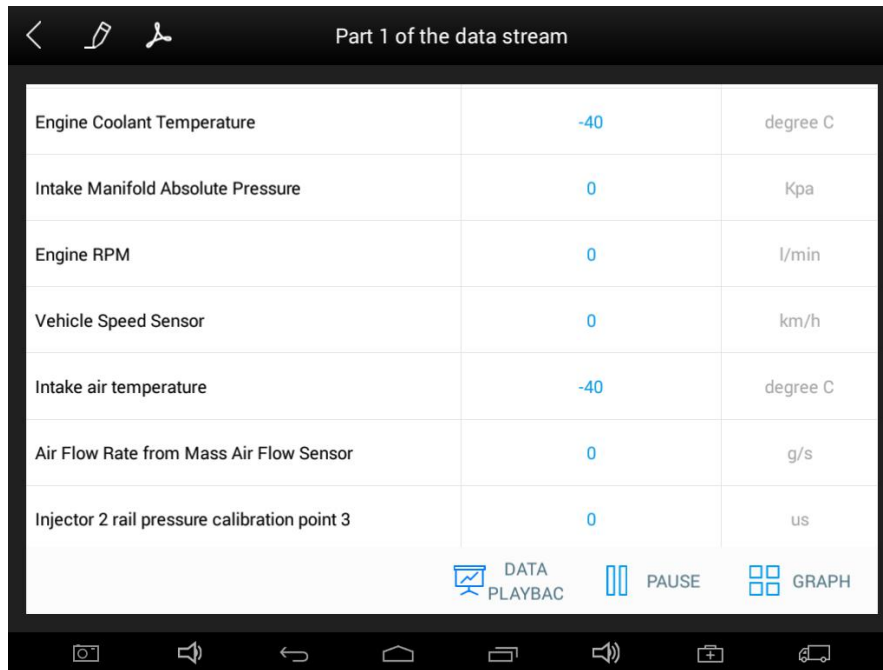 Part 1 of the data stream
Engine Coolant Temperature -40 degree C
Intake Manifold Absolute Pressure 0 Kpa
Engine RPM 0 l/min
Vehicle Speed Sensor 0 km/h
Intake air temperature -40 degree C
Air Flow Rate from Mass Air Flow Sensor 0 g/s
Injector 2 rail pressure calibration point 3 0 us
DATA
PLAYBAC PAUSE GRAPH